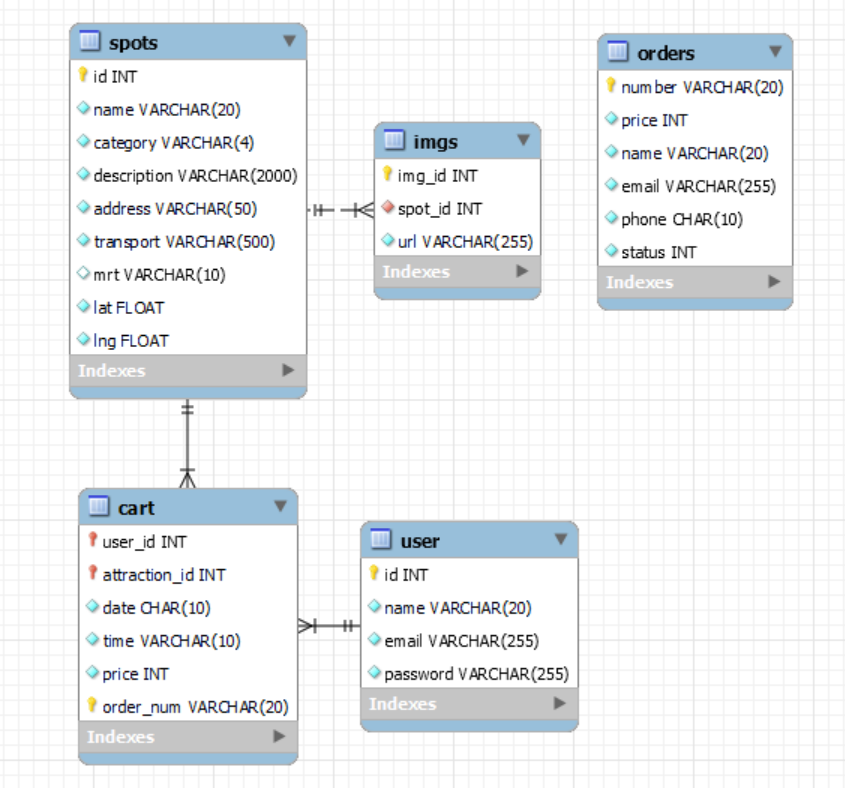 spots
id INT
name VARCHAR(20)
category VARCHAR(4)
description VARCHAR(2000)
address VARCHAR(50)
transport VARCHAR(500)
mrt VARCHAR(10)
lat FLOAT
lng FLOAT
Indexes
imgs
img_id INT
spot_id INT
url VARCHAR(255)
Indexes
orders
number VARCHAR(20)
price INT
name VARCHAR(20)
email VARCHAR(255)
phone CHAR(10)
status INT
Indexes
cart
user_id INT
attraction_id INT
date CHAR(10)
time VARCHAR(10)
price INT
order_num VARCHAR(20)
Indexes
user
id INT
name VARCHAR(20)
email VARCHAR(255)
password VARCHAR(255)
Indexes